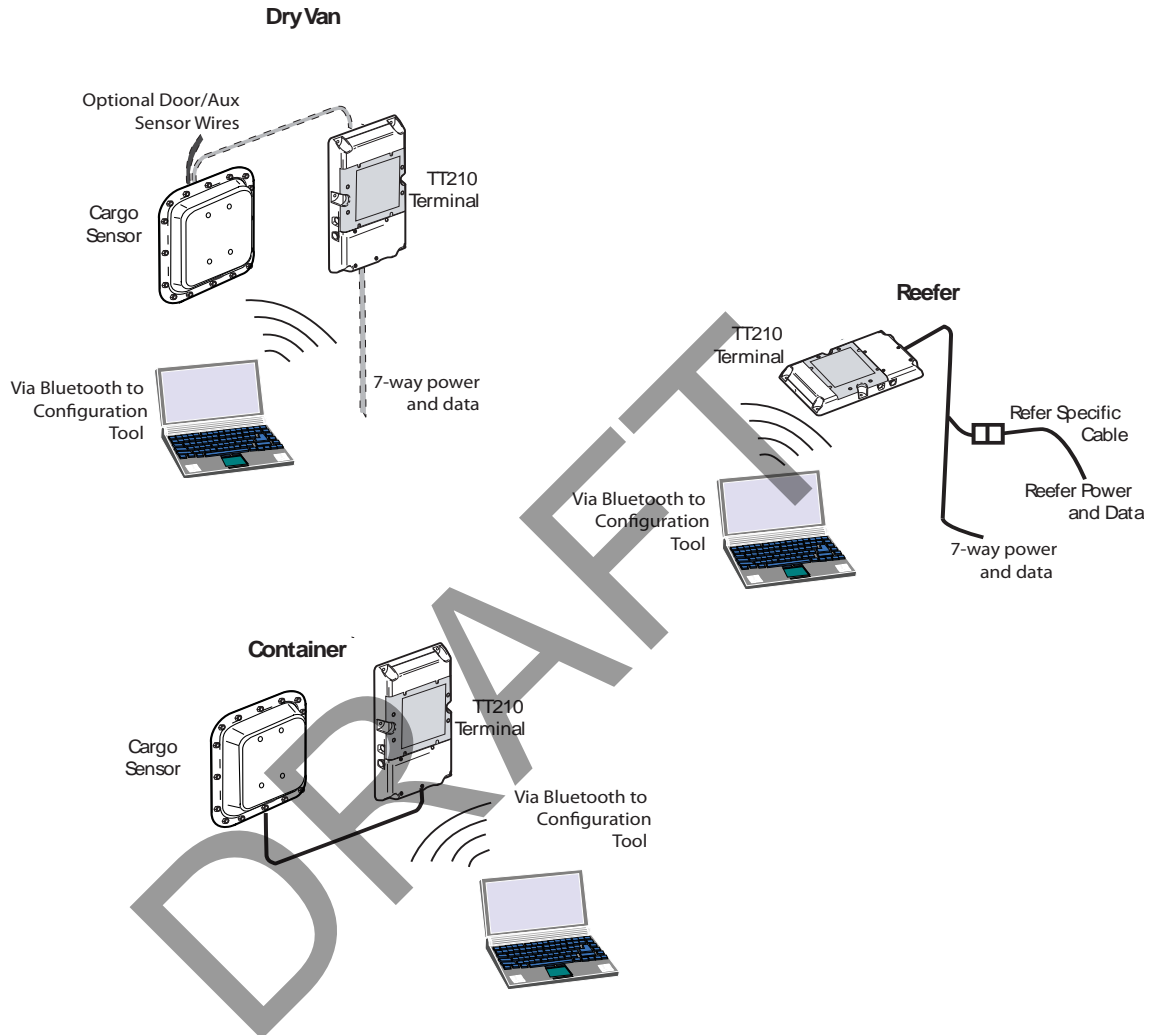 Dry Van
Optional Door/Aux
Sensor Wires
TT210
Terminal
Cargo
Sensor
Via Bluetooth to
Configuration
Tool
7-way power
and data
Reefer
TT210
Terminal
Refer Specific
Cable
Reefer Power
and Data
Via Bluetooth to
Configuration
Tool
7-way power
and data
Container
TT210
Terminal
Cargo
Sensor
Via Bluetooth to
Configuration
Tool
DRAFT